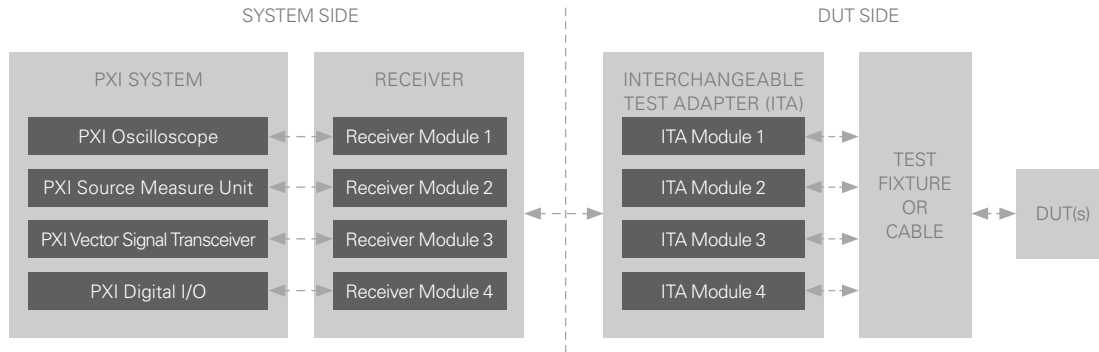 SYSTEM SIDE
DUT SIDE
PXI SYSTEM
PXI Oscilloscope
PXI Source Measure Unit
PXI Vector Signal Transceiver
PXI Digital I/O
RECEIVER
Receiver Module 1
Receiver Module 2
Receiver Module 3
Receiver Module 4
INTERCHANGEABLE
TEST ADAPTER (ITA)
ITA Module 1
ITA Module 2
ITA Module 3
ITA Module 4
TEST
FIXTURE
OR
CABLE
DUT(s)